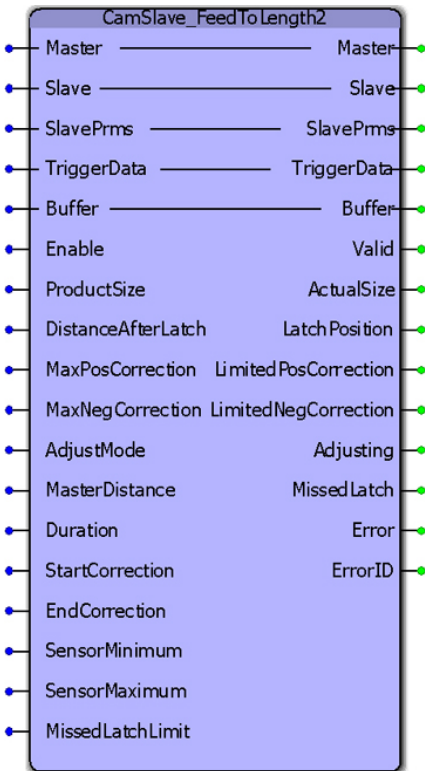 CamSlave_FeedToLength2
Master Master
Slave Slave
SlavePrms SlavePrms
TriggerData TriggerData
Buffer Buffer
Enable Valid
ProductSize ActualSize
DistanceAfterLatch LatchPosition
MaxPosCorrection LimitedPosCorrection
MaxNegCorrection LimitedNegCorrection
AdjustMode Adjusting
MasterDistance MissedLatch
Duration Error
StartCorrection ErrorID
EndCorrection
SensorMinimum
SensorMaximum
MissedLatchLimit